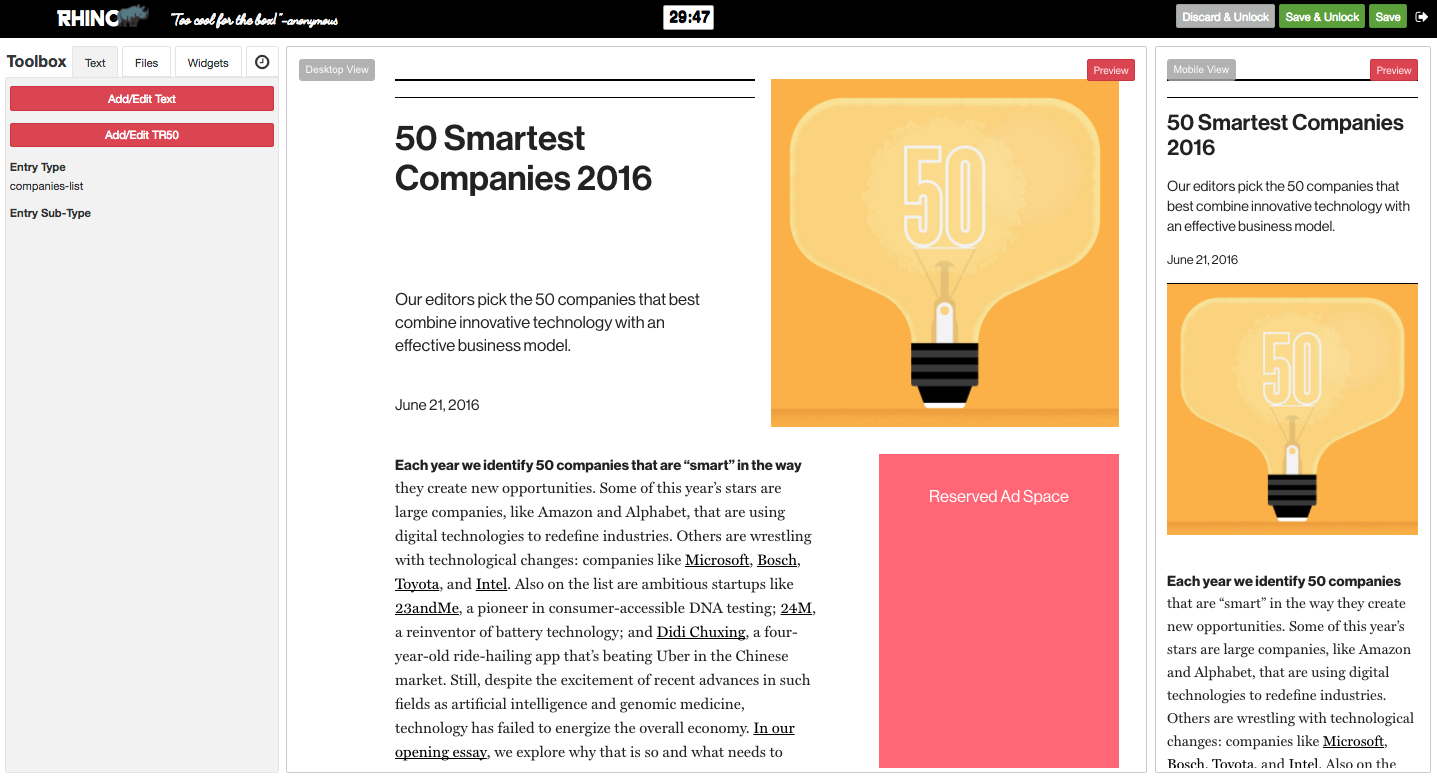 RHINO
"Too cool for the box!" -anonymous
29:47
Discard & Unlock
Save & Unlock
Save
Toolbox
Text
Files
Widgets
Add/Edit Text
Add/Edit TR50
Entry Type
companies-list
Entry Sub-Type
Desktop View
Preview
50 Smartest
Companies 2016
Our editors pick the 50 companies that best
combine innovative technology with an
effective business model.
June 21, 2016
50
Each year we identify 50 companies that are “smart” in the way
they create new opportunities. Some of this year’s stars are
large companies, like Amazon and Alphabet, that are using
digital technologies to redefine industries. Others are wrestling
with technological changes: companies like Microsoft, Bosch,
Toyota, and Intel. Also on the list are ambitious startups like
23andMe, a pioneer in consumer-accessible DNA testing; 24M,
a reinventor of battery technology; and Didi Chuxing, a four-
year-old ride-hailing app that’s beating Uber in the Chinese
market. Still, despite the excitement of recent advances in such
fields as artificial intelligence and genomic medicine,
technology has failed to energize the overall economy. In our
opening essay, we explore why that is so and what needs to
Reserved Ad Space
Mobile View
Preview
50 Smartest Companies
2016
Our editors pick the 50 companies that
best combine innovative technology with
an effective business model.
June 21, 2016
50
Each year we identify 50 companies
that are “smart” in the way they create
new opportunities. Some of this year’s
stars are large companies, like Amazon
and Alphabet, that are using digital
technologies to redefine industries.
Others are wrestling with technological
changes: companies like Microsoft,
Bosch, Toyota, and Intel. Also on the